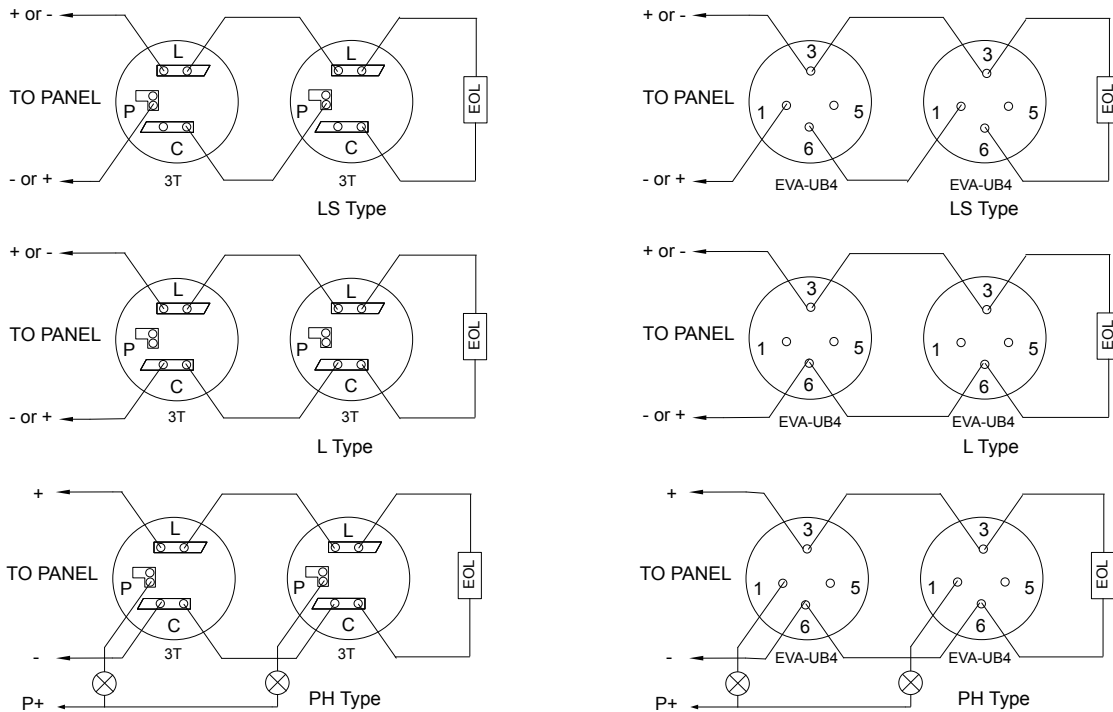 + or -
L
L
TO PANEL
P
P
EOL
C
C
- or +
3T
3T
LS Type
+ or -
3
3
TO PANEL
1
5
1
5
EOL
6
6
- or +
EVA-UB4
EVA-UB4
LS Type
+ or -
L
L
TO PANEL
P
P
EOL
C
C
- or +
3T
3T
L Type
+ or -
3
3
TO PANEL
1
5
1
5
EOL
6
6
- or +
EVA-UB4
EVA-UB4
L Type
+
L
L
TO PANEL
P
P
EOL
C
C
-
3T
3T
P+
PH Type
+
3
3
TO PANEL
1
5
1
5
EOL
6
6
-
EVA-UB4
EVA-UB4
P+
PH Type